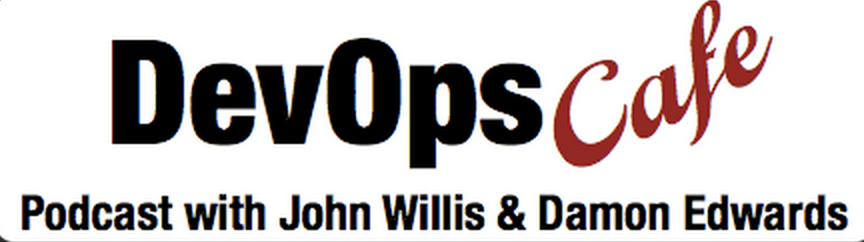 DevOps Cafe
Podcast with John Willis & Damon Edwards